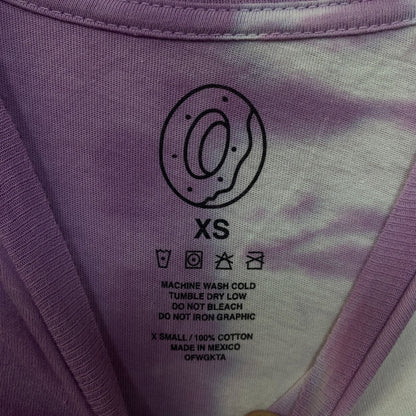 XS
MACHINE WASH COLD
TUMBLE DRY LOW
DO NOT BLEACH
DO NOT IRON GRAPHIC
X SMALL / 100% COTTON
MADE IN MEXICO
OFWGKTA